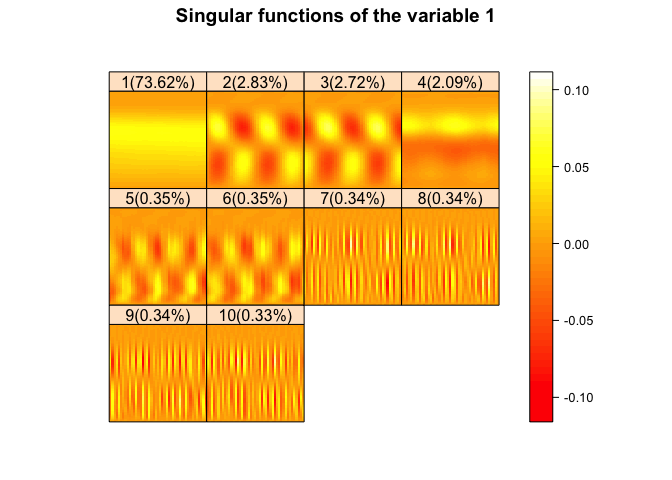 Singular functions of the variable 1
1(73.62%) 2(2.83%) 3(2.72%) 4(2.09%)
5(0.35%) 6(0.35%) 7(0.34%) 8(0.34%)
9(0.34%) 10(0.33%)
0.10
0.05
0.00
-0.05
-0.10